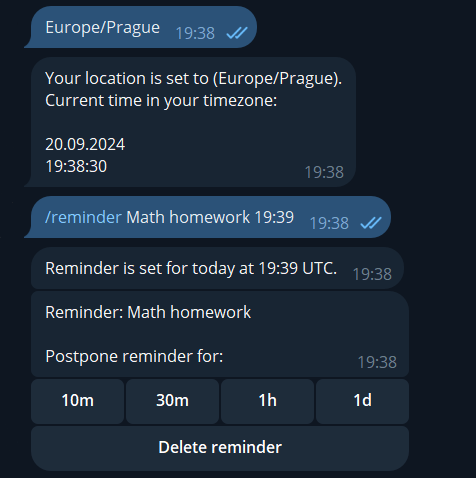 Europe/Prague 19:38
Your location is set to (Europe/Prague).
Current time in your timezone:
20.09.2024
19:38:30
19:38
/reminder Math homework 19:39 19:38
Reminder is set for today at 19:39 UTC. 19:38
Reminder: Math homework
Postpone reminder for:
19:38
10m 30m 1h 1d
Delete reminder